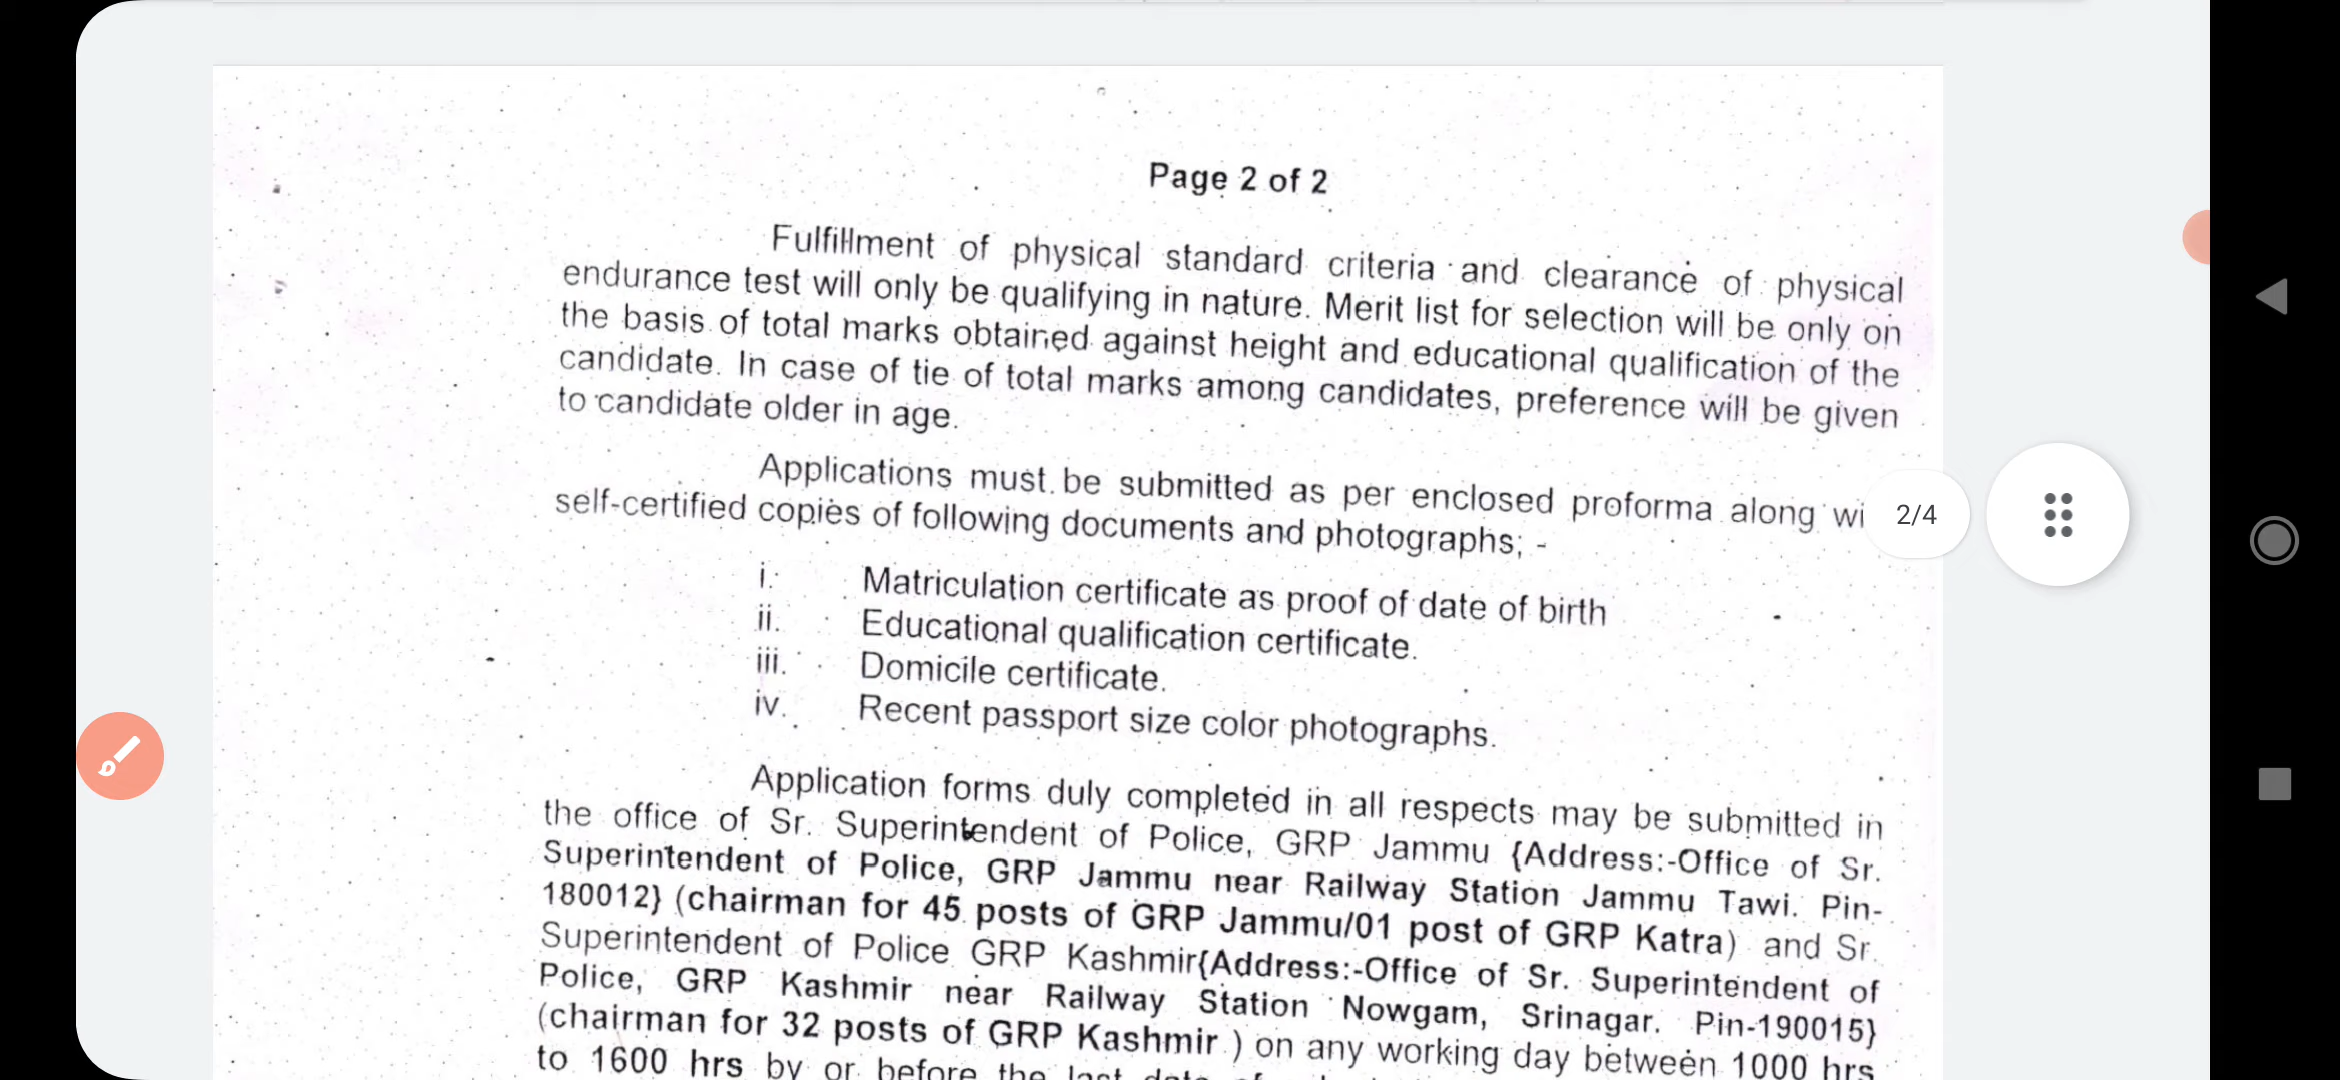 Page 2 of 2
Fulfillment of physical standard criteria and clearance of physical
endurance test will only be qualifying in nature. Merit list for selection will be only on
the basis of total marks obtained against height and educational qualification of the
candidate. In case of tie of total marks among candidates, preference will be given
to candidate older in age.
Applications must be submitted as per enclosed proforma along wi
2/4
self-certified copies of following documents and photographs; -
i. Matriculation certificate as proof of date of birth
ii. Educational qualification certificate.
iii. Domicile certificate.
iv. Recent passport size color photographs.
Application forms duly completed in all respects may be submitted in
the office of Sr. Superintendent of Police, GRP Jammu {Address:-Office of Sr.
Superintendent of Police, GRP Jammu near Railway Station Jammu Tawi. Pin-
180012} (chairman for 45 posts of GRP Jammu/01 post of GRP Katra) and Sr.
Superintendent of Police GRP Kashmir{Address:-Office of Sr. Superintendent of
Police, GRP Kashmir near Railway Station Nowgam, Srinagar. Pin-190015}
(chairman for 32 posts of GRP Kashmir ) on any working day between 1000 hrs
to 1600 hrs by or before the last date of